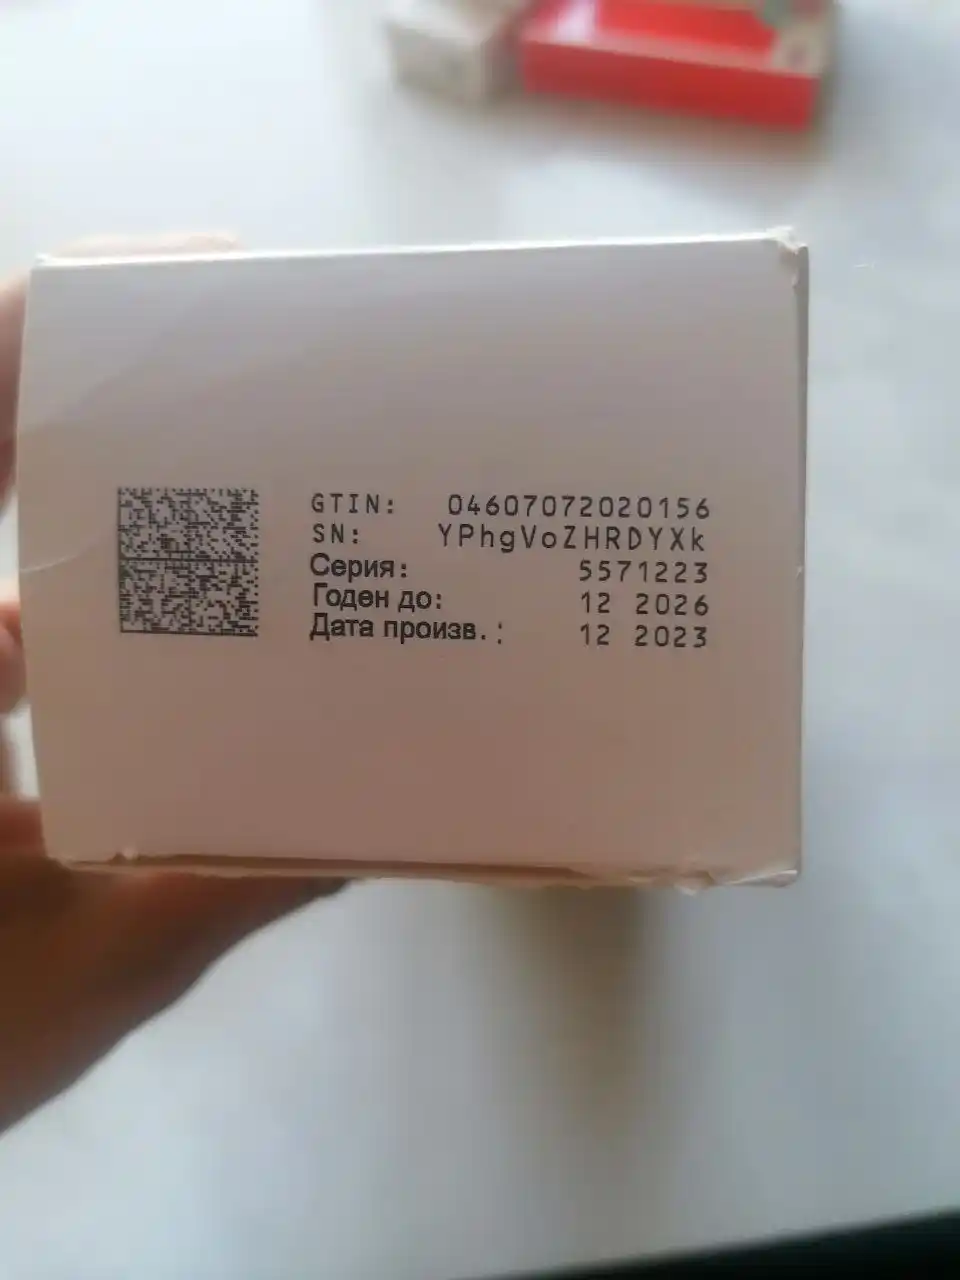 GTIN: 04607072020156
SN: YPhgVoZHRDYXk
Серия: 5571223
Годен до: 12 2026
Дата произв.: 12 2023